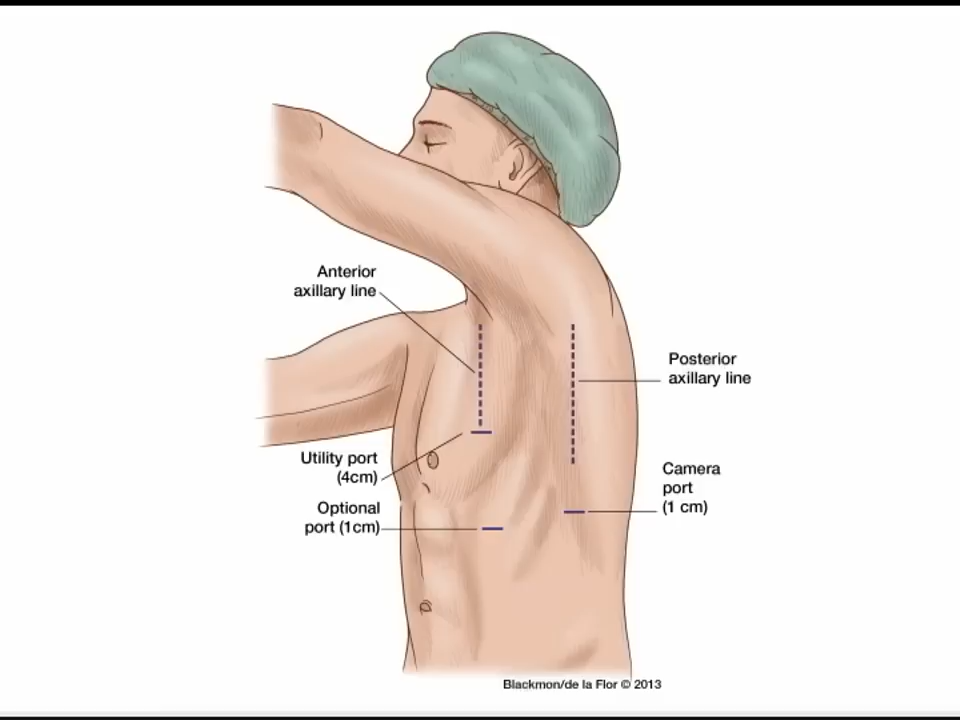 Anterior
axillary line
Posterior
axillary line
Utility port
(4cm)
Camera
port
(1 cm)
Optional
port (1cm)
Blackmon/de la Flor © 2013